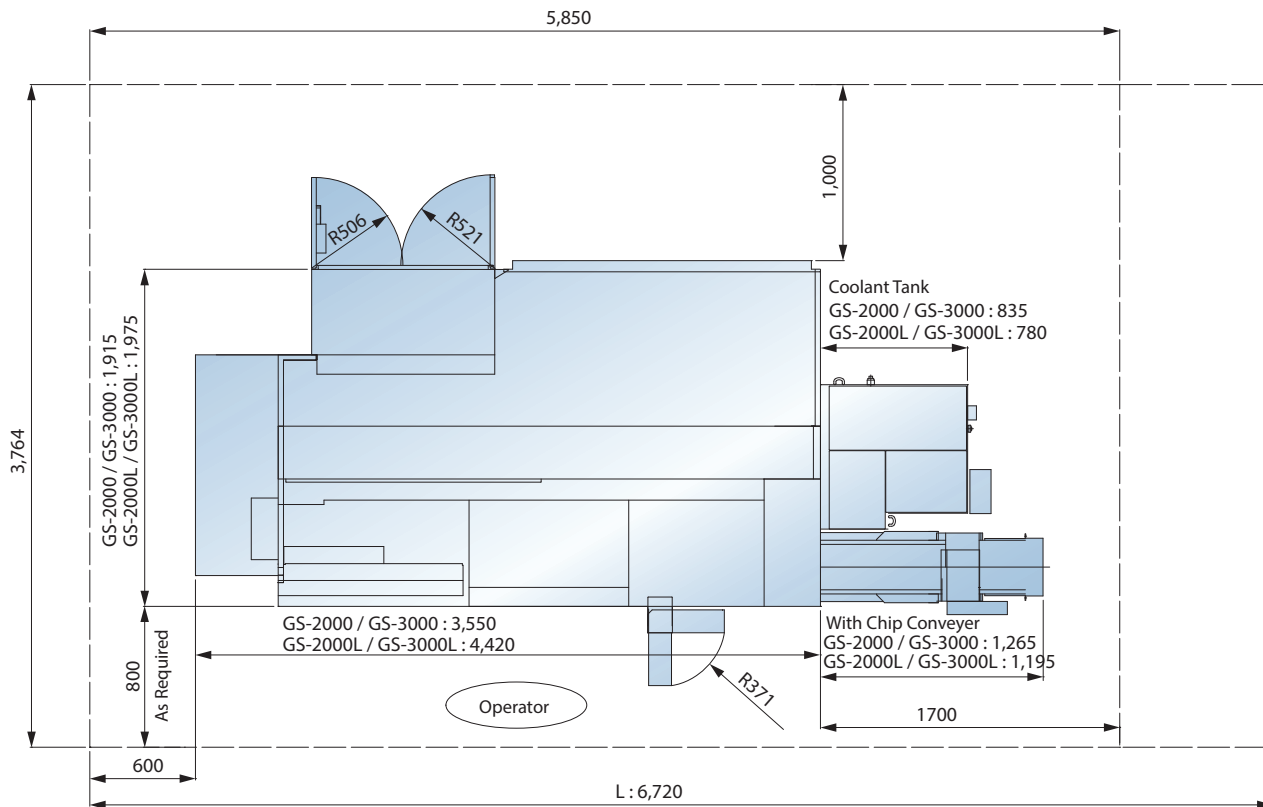 5,850
1,000
R506
R521
Coolant Tank
GS-2000 / GS-3000 : 835
GS-2000L / GS-3000L : 780
GS-2000 / GS-3000 : 1,915
GS-2000L / GS-3000L : 1,975
3,764
GS-2000 / GS-3000 : 3,550
GS-2000L / GS-3000L : 4,420
With Chip Conveyer
GS-2000 / GS-3000 : 1,265
GS-2000L / GS-3000L : 1,195
800
As Required
R371
Operator
1700
600
L : 6,720